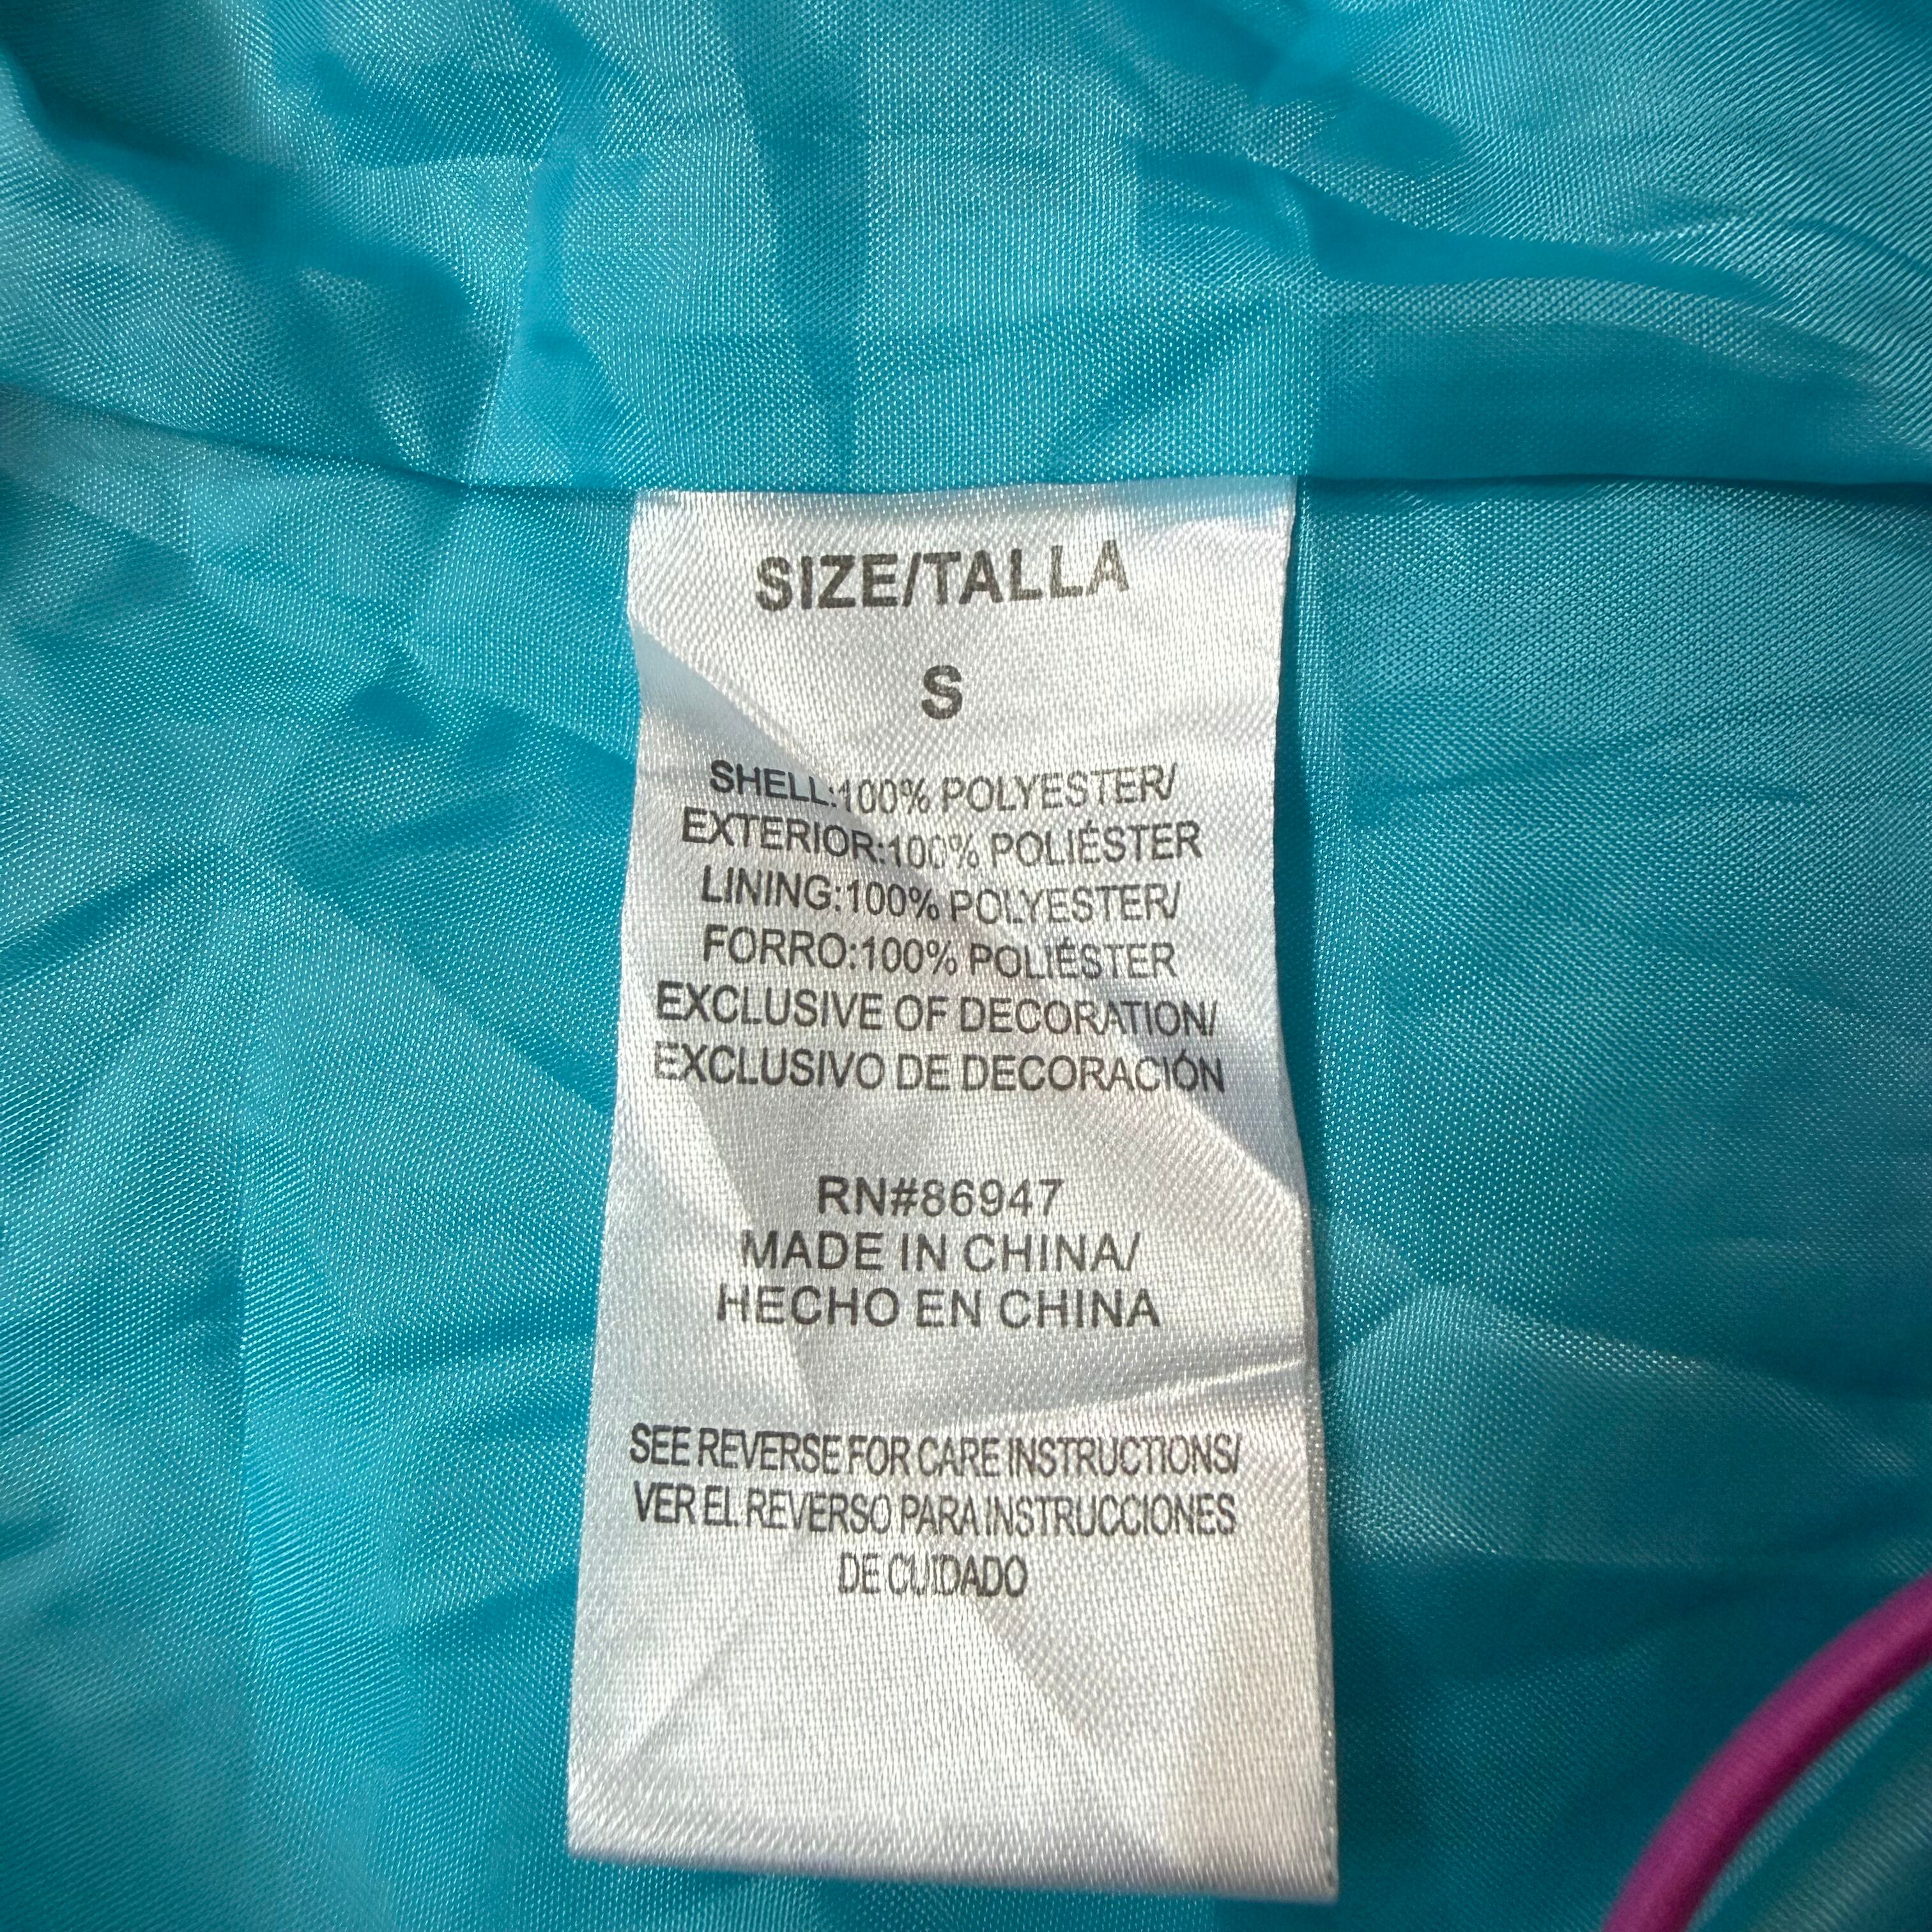 SIZE/TALLA
S
SHELL:100% POLYESTER/
EXTERIOR:100% POLIÉSTER
LINING:100% POLYESTER/
FORRO:100% POLIÉSTER
EXCLUSIVE OF DECORATION/
EXCLUSIVO DE DECORACIÓN
RN#86947
MADE IN CHINA/
HECHO EN CHINA
SEE REVERSE FOR CARE INSTRUCTIONS/
VER EL REVERSO PARA INSTRUCCIONES
DE CUIDADO